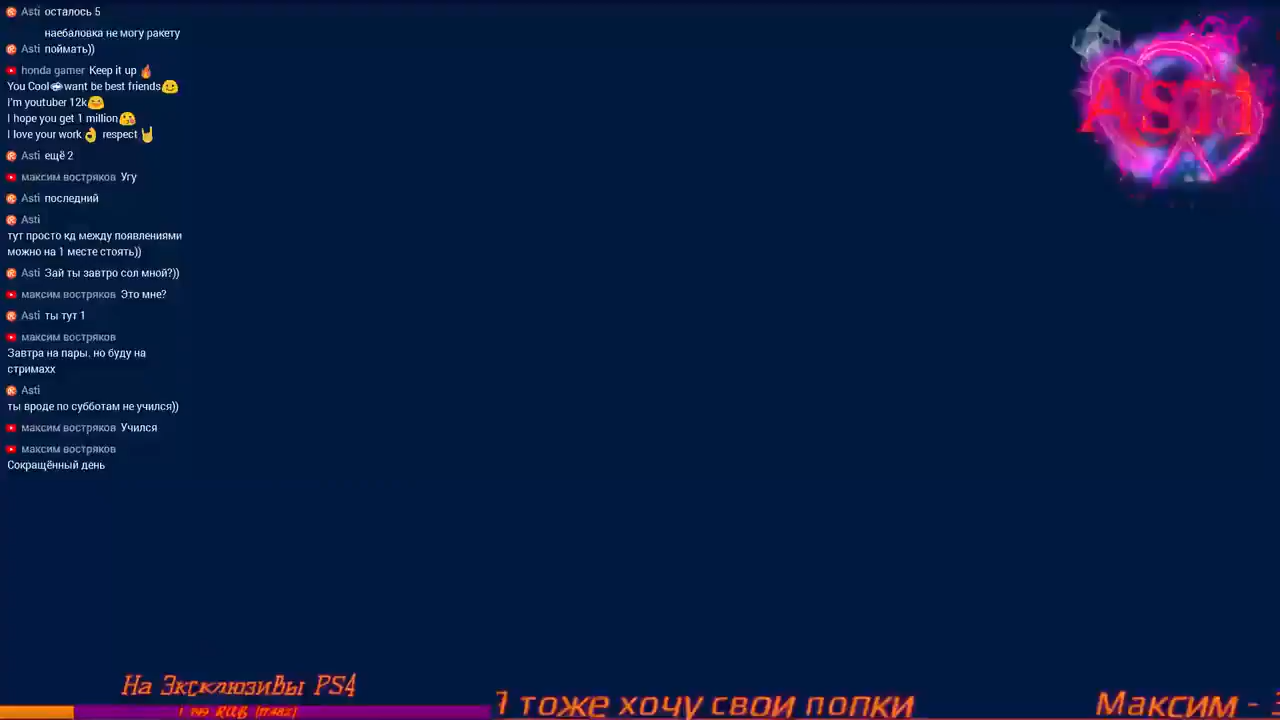 Asti осталось 5
наебаловка не могу ракету
Asti поймать))
honda gamer Keep it up 🔥
You Cool😎want be best friends🙂
I'm youtuber 12k😊
I hope you get 1 million😘
I love your work👌 respect🤘
Asti ещё 2
максим востряков Угу
Asti последний
Asti
тут просто кд между появлениями
можно на 1 месте стоять))
Asti Зай ты завтро сол мной?))
максим востряков Это мне?
Asti ты тут 1
максим востряков
Завтра на пары. но буду на
стримахх
Asti
ты вроде по субботам не учился))
максим востряков Учился
максим востряков
Сокращённый день
Asti
На Эксклюзивы PS4
тоже хочу свои попки
Максим -